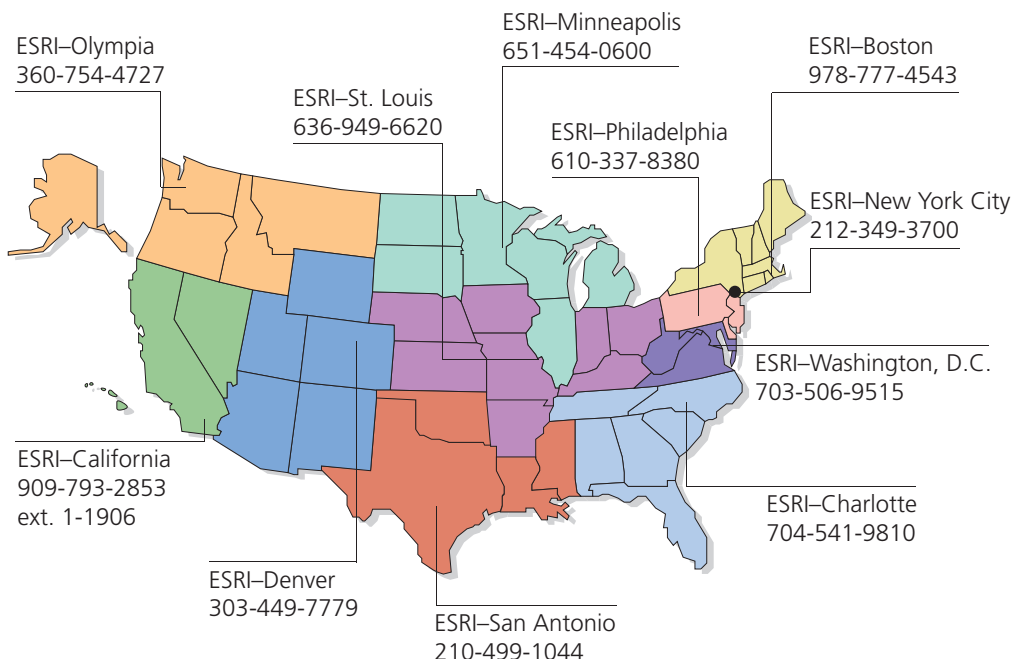 ESRI–Minneapolis
651-454-0600
ESRI–Olympia
360-754-4727
ESRI–Boston
978-777-4543
ESRI–St. Louis
636-949-6620
ESRI–Philadelphia
610-337-8380
ESRI–New York City
212-349-3700
ESRI–Washington, D.C.
703-506-9515
ESRI–California
909-793-2853
ext. 1-1906
ESRI–Charlotte
704-541-9810
ESRI–Denver
303-449-7779
ESRI–San Antonio
210-499-1044